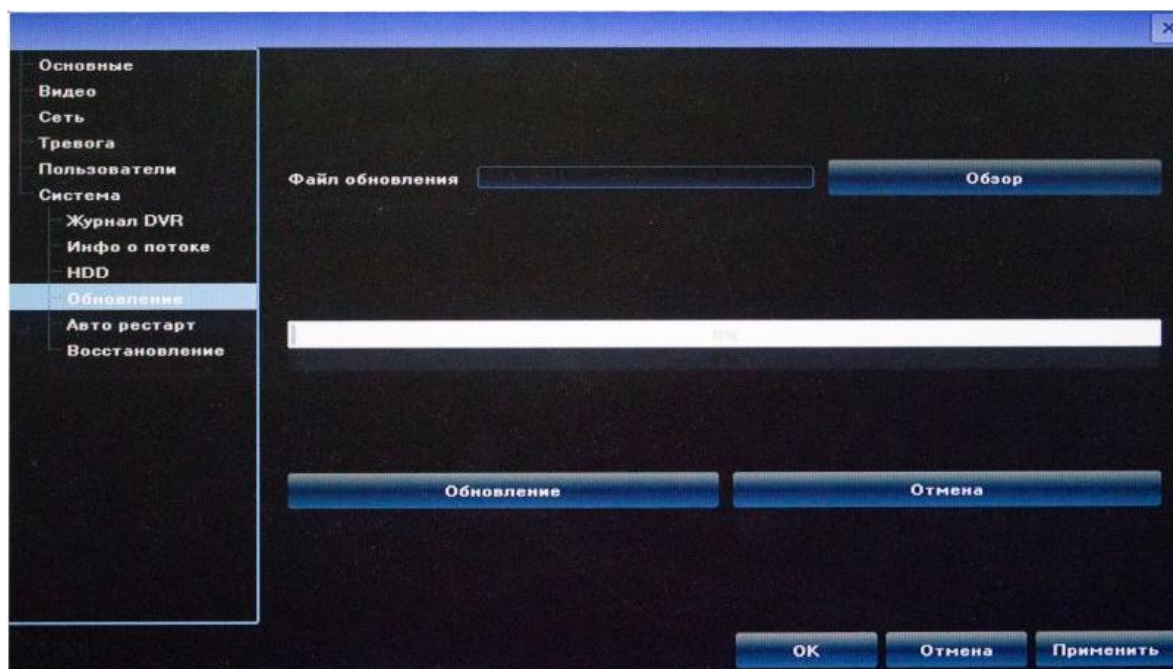 Основные
Видео
Сеть
Тревога
Пользователи
Система
Журнал DVR
Инфо о потоке
HDD
Обновление
Авто рестарт
Восстановление
Файл обновления
Обзор
0%
Обновление
Отмена
OK
Отмена
Применить